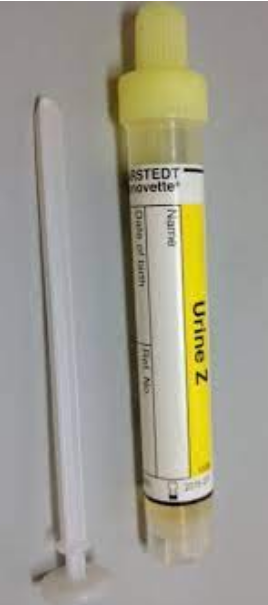 RSTEDT
novette®
Name
Date of birth
Ref. No.
Urine Z